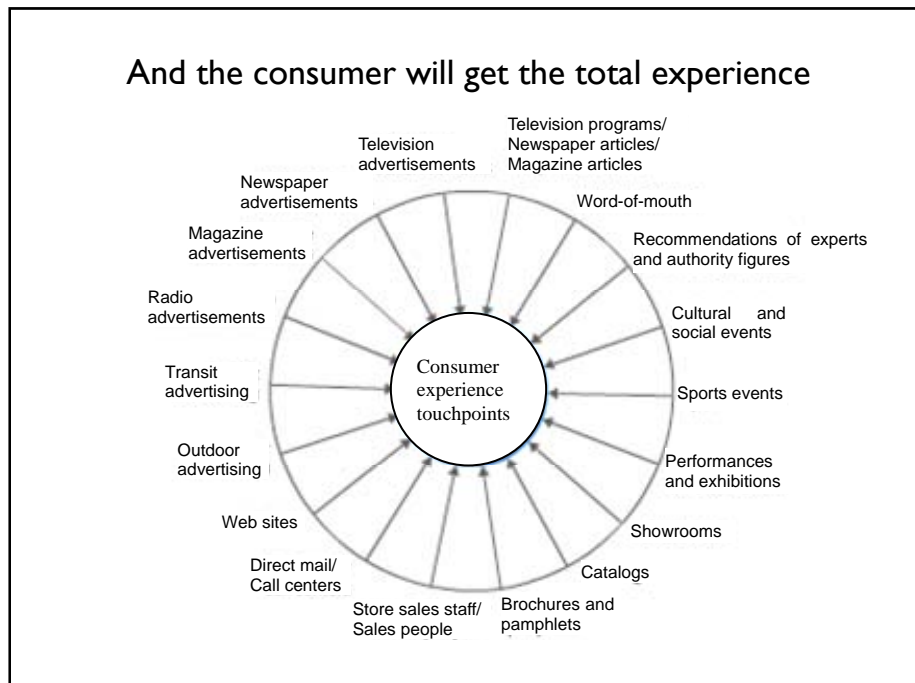 And the consumer will get the total experience
Television
advertisements
Television programs/
Newspaper articles/
Magazine articles
Word-of-mouth
Recommendations of experts
and authority figures
Cultural and
social events
Sports events
Performances
and exhibitions
Showrooms
Catalogs
Brochures and
pamphlets
Store sales staff/
Sales people
Direct mail/
Call centers
Web sites
Outdoor
advertising
Transit
advertising
Radio
advertisements
Magazine
advertisements
Newspaper
advertisements
Consumer
experience
touchpoints